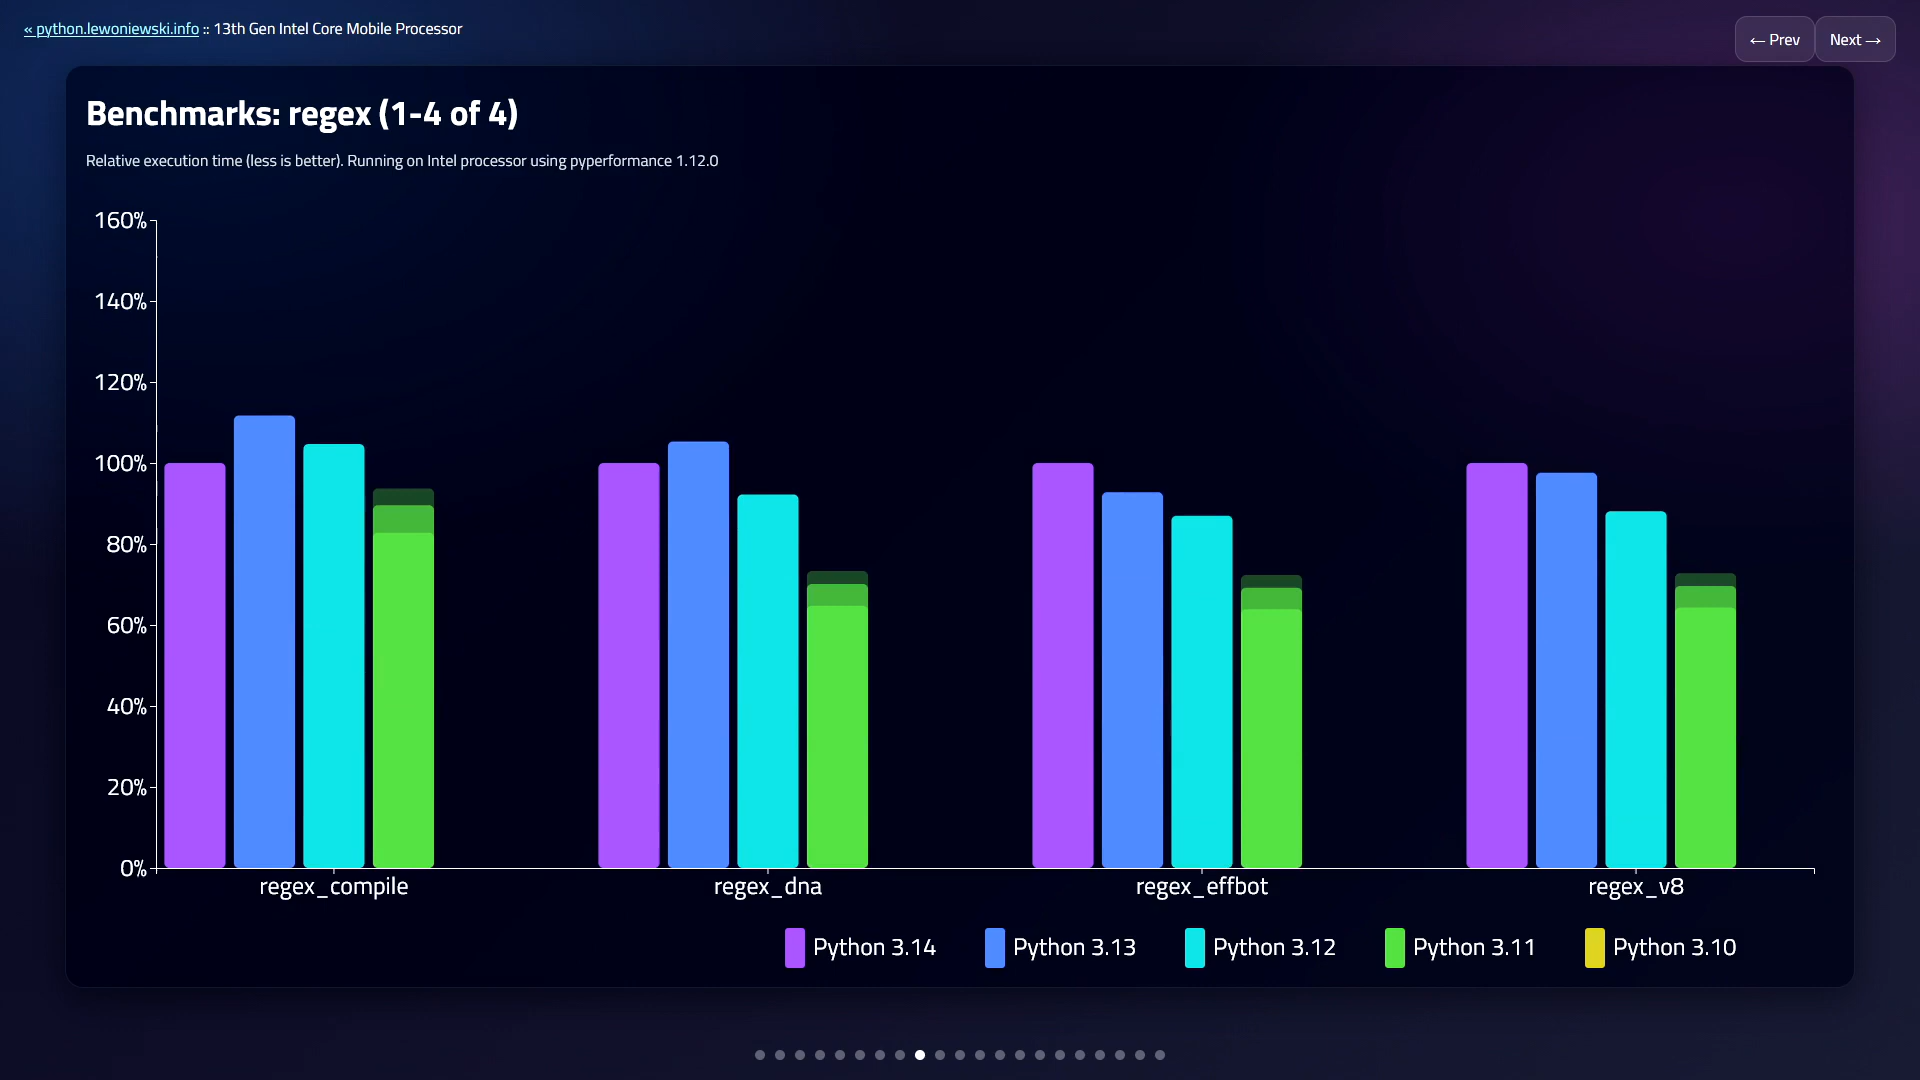 « python.lewoniewski.info :: 13th Gen Intel Core Mobile Processor
← Prev
Next →
Benchmarks: regex (1-4 of 4)
Relative execution time (less is better). Running on Intel processor using pyperformance 1.12.0
160%
140%
120%
100%
80%
60%
40%
20%
0%
regex_compile
regex_dna
regex_effbot
regex_v8
Python 3.14
Python 3.13
Python 3.12
Python 3.11
Python 3.10